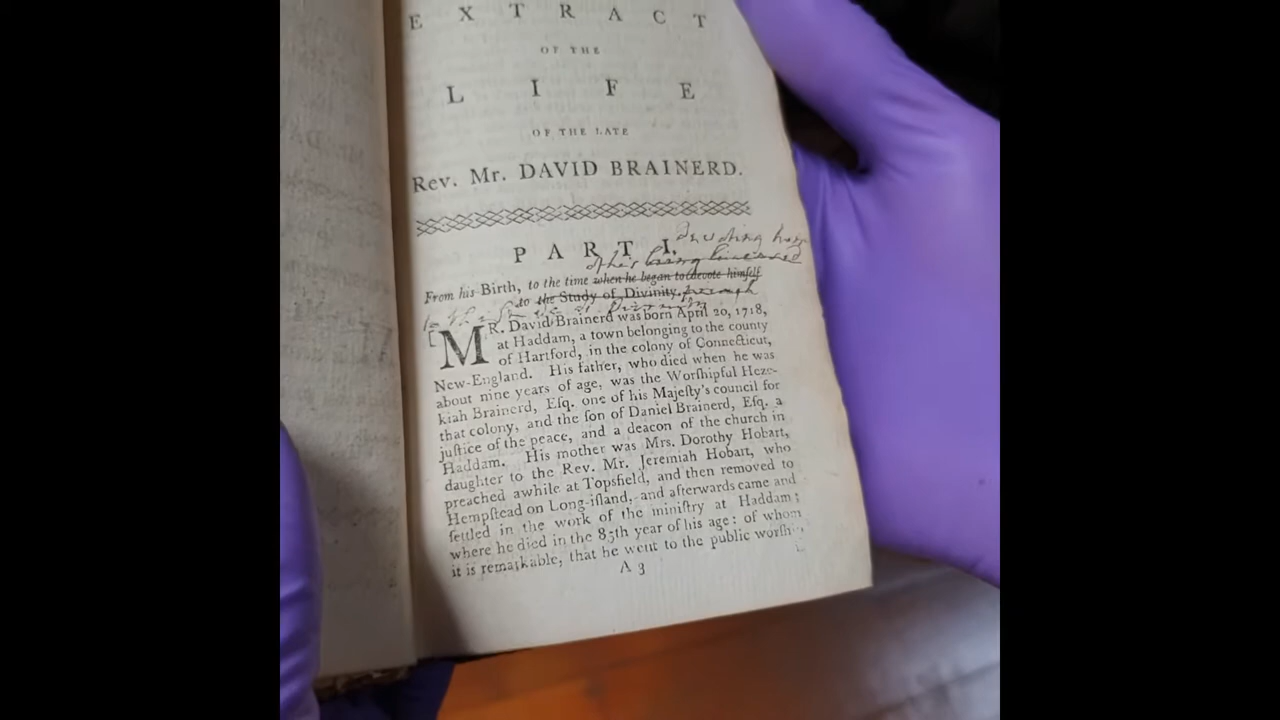 E X T R A C T
OF THE
L I F E
OF THE LATE
Rev. Mr. DAVID BRAINERD.
P A R T I.
his being licensed
From his Birth, to the time when he began to devote himself
to the Study of Divinity.
MR. David Brainerd was born April 20, 1718,
at Haddam, a town belonging to the county
of Hartford, in the colony of Connecticut,
New-England. His father, who died when he was
about nine years of age, was the Worſhipful Heze-
kiah Brainerd, Eſq. one of his Majeſty's council for
that colony, and the ſon of Daniel Brainerd, Eſq. a
juſtice of the peace, and a deacon of the church in
Haddam. His mother was Mrs. Dorothy Hobart,
daughter to the Rev. Mr. Jeremiah Hobart, who
preached awhile at Topsfield, and then removed to
Hempſtead on Long-iſland, and afterwards came and
ſettled in the work of the miniſtry at Haddam;
where he died in the 85th year of his age: of whom
it is remarkable, that he went to the public worſh
A 3